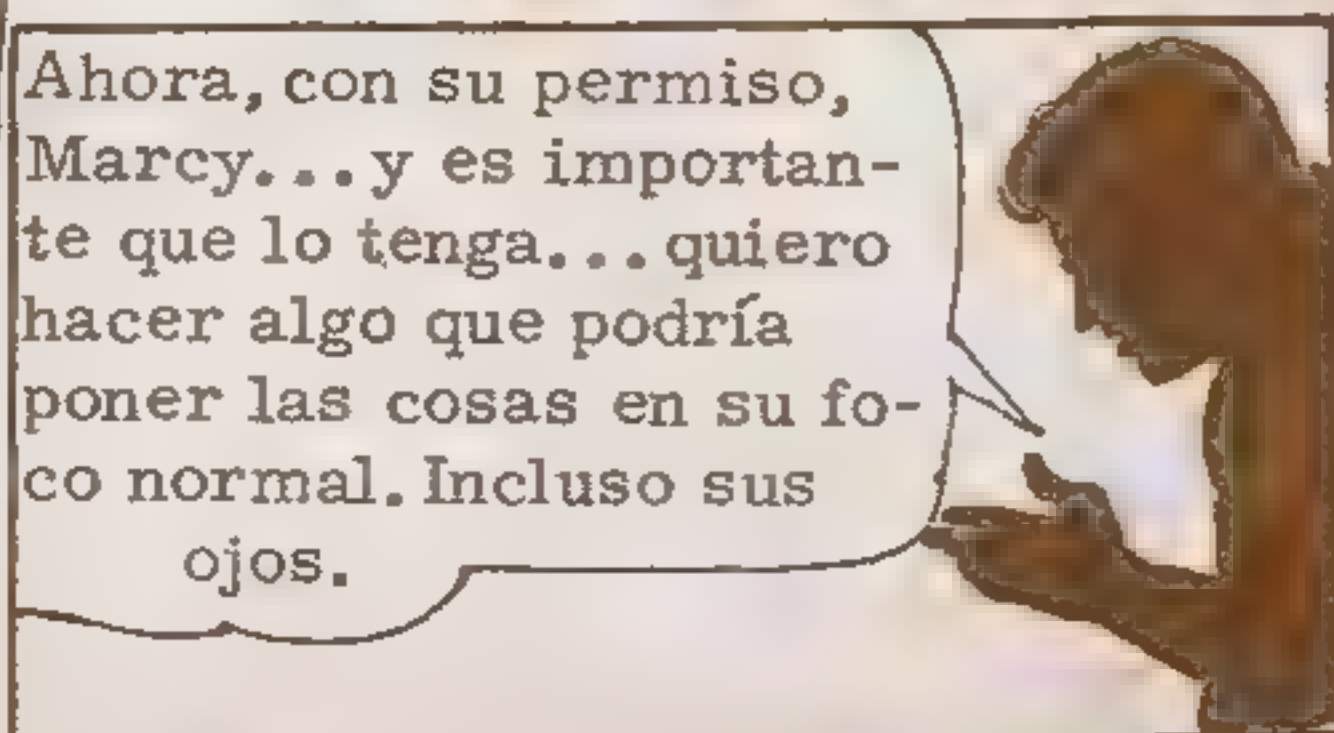 Ahora, con su permiso,
Marcy...y es importan-
te que lo tenga...quiero
hacer algo que podría
poner las cosas en su fo-
co normal. Incluso sus
ojos.